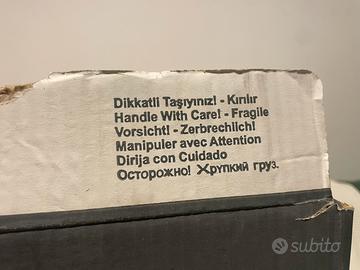 Dikkatli Taşıyınız! - Kırılır
Handle With Care! - Fragile
Vorsicht! - Zerbrechlich!
Manipuler avec Attention
Dirija con Cuidado
Осторожно! Хрупкий груз.
subito